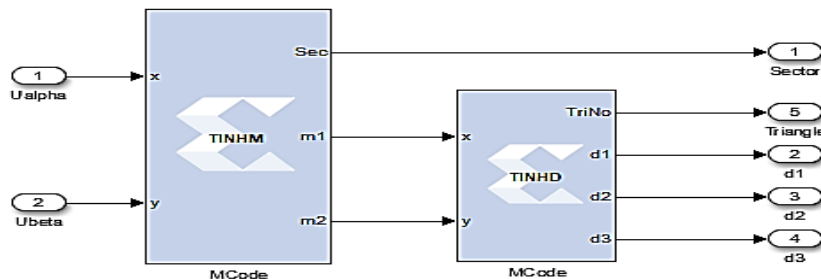 1
Ualpha
2
Ubeta
x
y
TINHM
Sec
m1
m2
MCode
x
y
TINHD
TriNo
d1
d2
d3
MCode
1
Sector
5
Triangle
2
d1
3
d2
4
d3